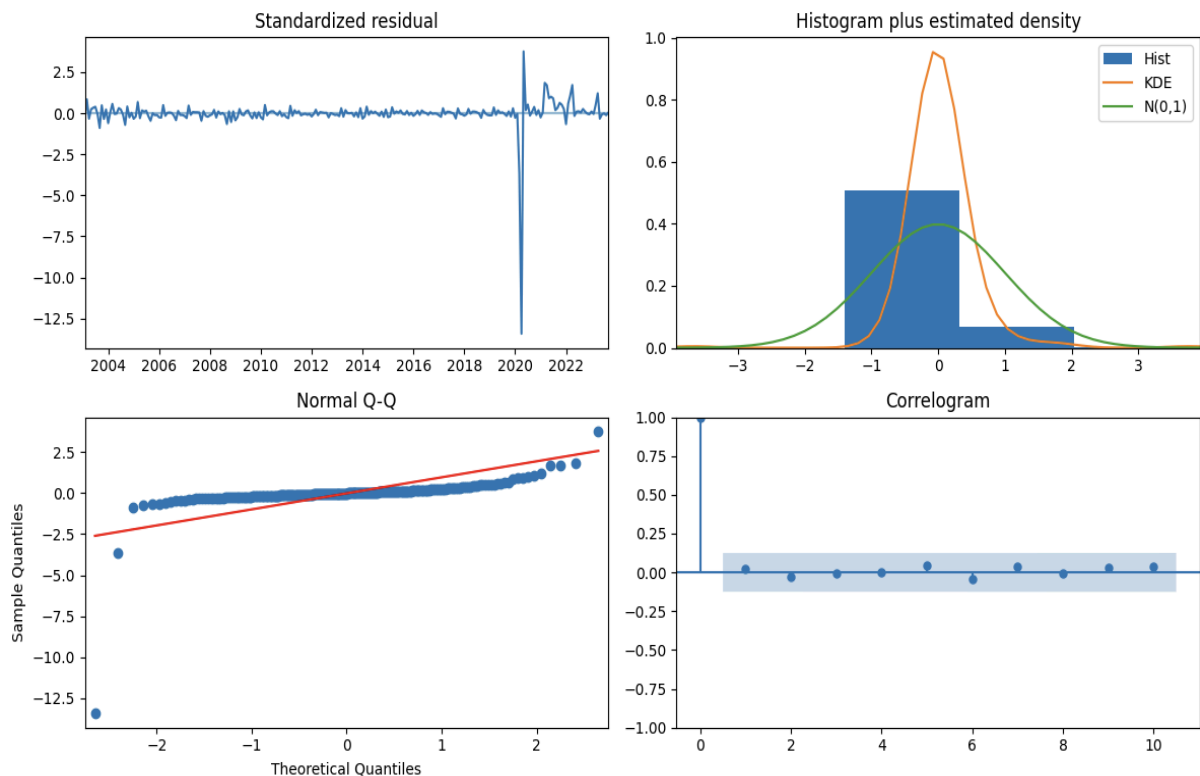 Standardized residual
2.5
0.0
−2.5
−5.0
−7.5
−10.0
−12.5
2004 2006 2008 2010 2012 2014 2016 2018 2020 2022
Histogram plus estimated density
1.0
0.8
0.6
0.4
0.2
0.0
−3 −2 −1 0 1 2 3
Hist
KDE
N(0,1)
Normal Q-Q
Sample Quantiles
2.5
0.0
−2.5
−5.0
−7.5
−10.0
−12.5
−2 −1 0 1 2
Theoretical Quantiles
Correlogram
1.00
0.75
0.50
0.25
0.00
−0.25
−0.50
−0.75
−1.00
0 2 4 6 8 10